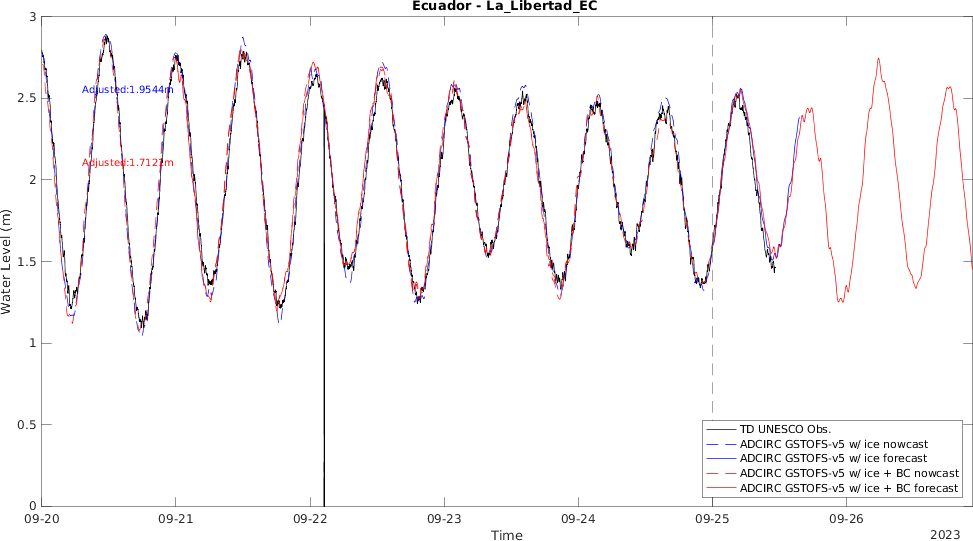 Ecuador - La_Libertad_EC
3
2.5
2
1.5
1
0.5
0
Water Level (m)
Adjusted:1.9544m
Adjusted:1.7121m
TD UNESCO Obs.
ADCIRC GSTOFS-v5 w/ ice nowcast
ADCIRC GSTOFS-v5 w/ ice forecast
ADCIRC GSTOFS-v5 w/ ice + BC nowcast
ADCIRC GSTOFS-v5 w/ ice + BC forecast
09-20 09-21 09-22 09-23 09-24 09-25 09-26
Time
2023